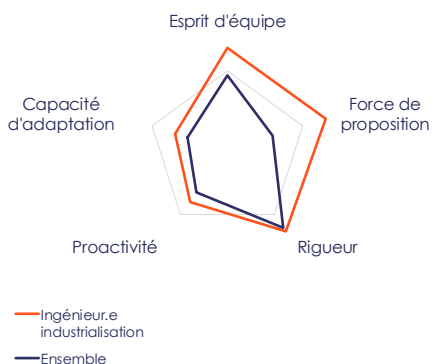 Esprit d'équipe
Capacité
d'adaptation
Force de
proposition
Proactivité
Rigueur
Ingénieur.e
industrialisation
Ensemble